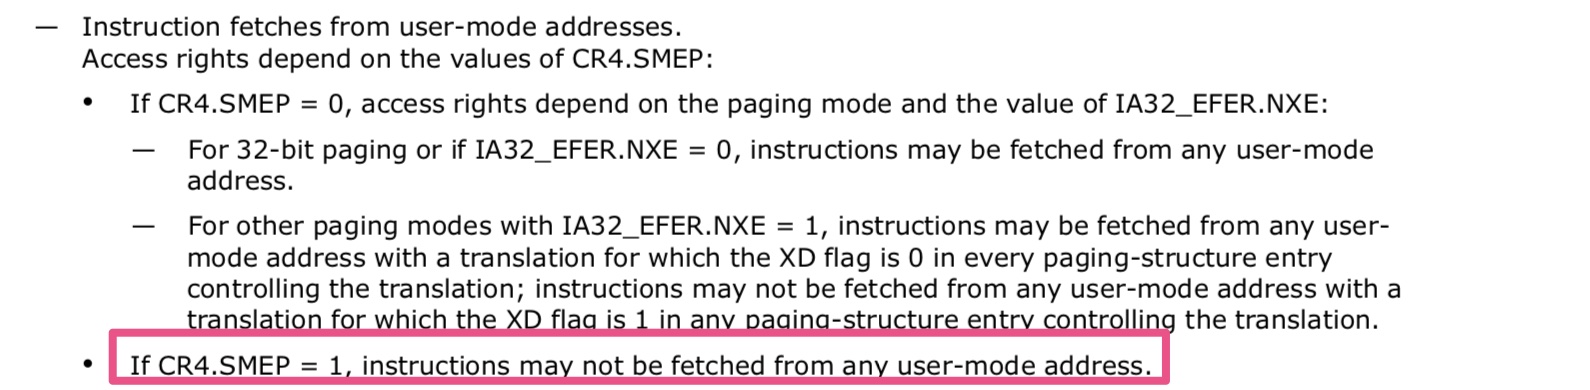 — Instruction fetches from user-mode addresses.
Access rights depend on the values of CR4.SMEP:
• If CR4.SMEP = 0, access rights depend on the paging mode and the value of IA32_EFER.NXE:
— For 32-bit paging or if IA32_EFER.NXE = 0, instructions may be fetched from any user-mode
address.
— For other paging modes with IA32_EFER.NXE = 1, instructions may be fetched from any user-
mode address with a translation for which the XD flag is 0 in every paging-structure entry
controlling the translation; instructions may not be fetched from any user-mode address with a
translation for which the XD flag is 1 in any paging-structure entry controlling the translation.
• If CR4.SMEP = 1, instructions may not be fetched from any user-mode address.